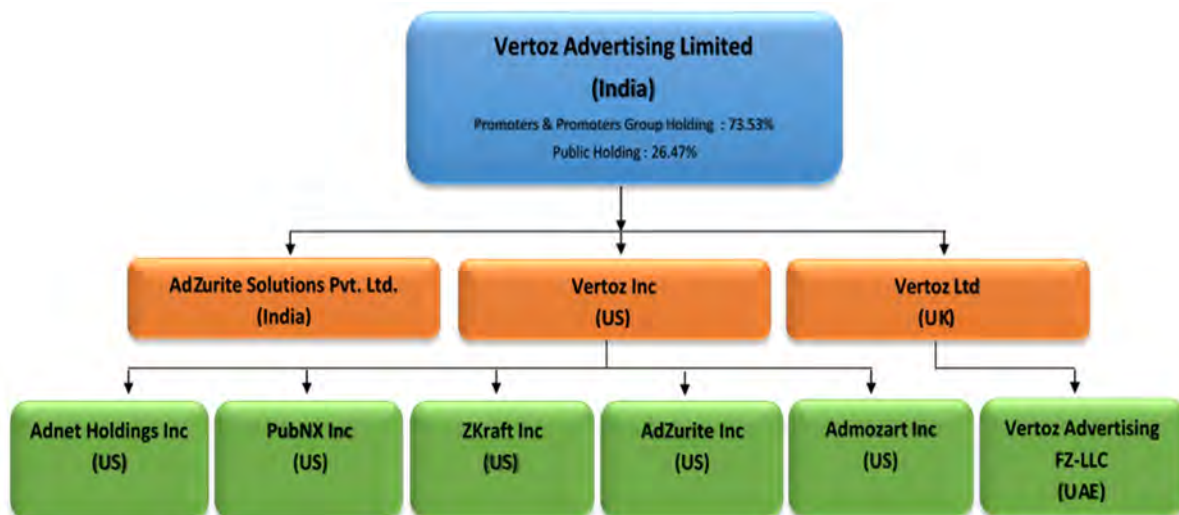 Vertoz Advertising Limited
(India)
Promoters & Promoters Group Holding : 73.53%
Public Holding : 26.47%
AdZurite Solutions Pvt. Ltd.
(India)
Vertoz Inc
(US)
Vertoz Ltd
(UK)
Adnet Holdings Inc
(US)
PubNX Inc
(US)
ZKraft Inc
(US)
AdZurite Inc
(US)
Admozart Inc
(US)
Vertoz Advertising
FZ-LLC
(UAE)